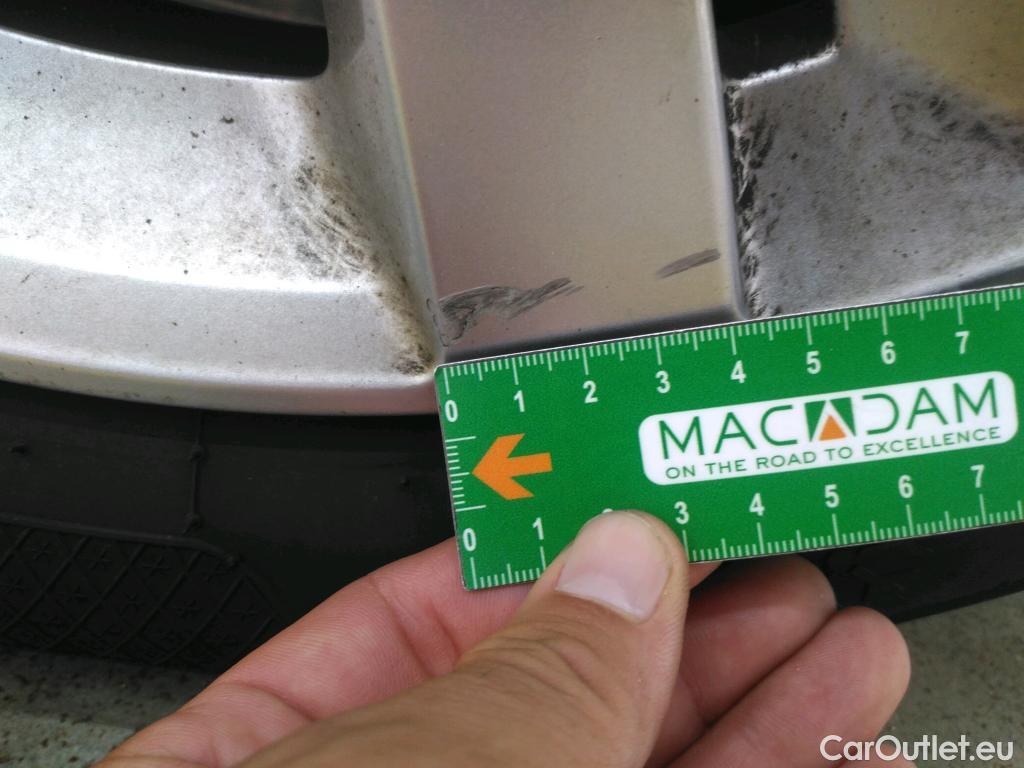 0 1 2 3 4 5 6 7
MACADAM
ON THE ROAD TO EXCELLENCE
0 1 2 3 4 5 6 7
CarOutlet.eu